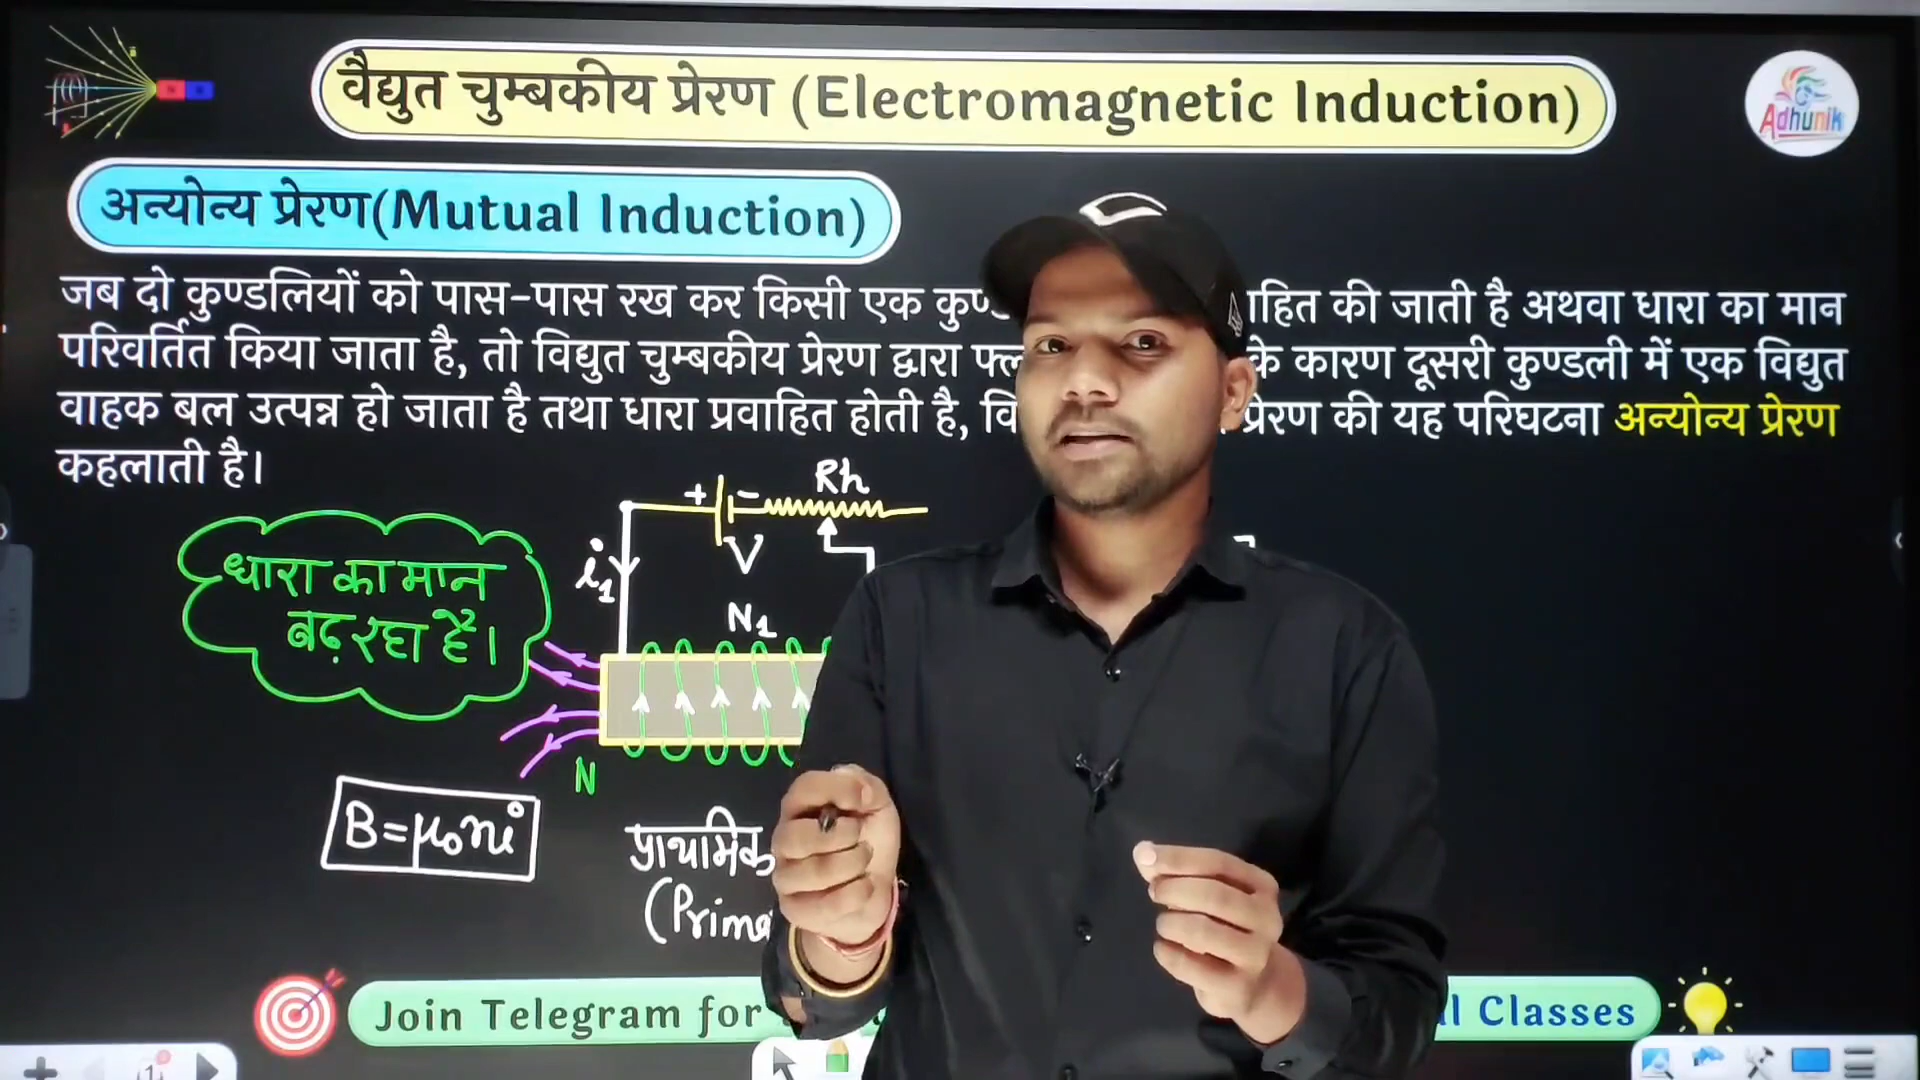 वैद्युत चुम्बकीय प्रेरण (Electromagnetic Induction)
Adhunik
अन्योन्य प्रेरण(Mutual Induction)
जब दो कुण्डलियों को पास-पास रख कर किसी एक की जाती है अथवा धारा का मान
परिवर्तित किया जाता है, तो विद्युत चुम्बकीय प्रेरण द्वारा के कारण दूसरी कुण्डली में एक विद्युत
वाहक बल उत्पन्न हो जाता है तथा धारा प्रवाहित होती है, प्रेरण की यह परिघटना अन्योन्य प्रेरण
कहलाती है।
Rh
+ -
V
i₁
धारा का मान
बढ़ रहा है।
N₁
N
B=μ₀ni
प्राथमिक
Join Telegram for
Classes
1